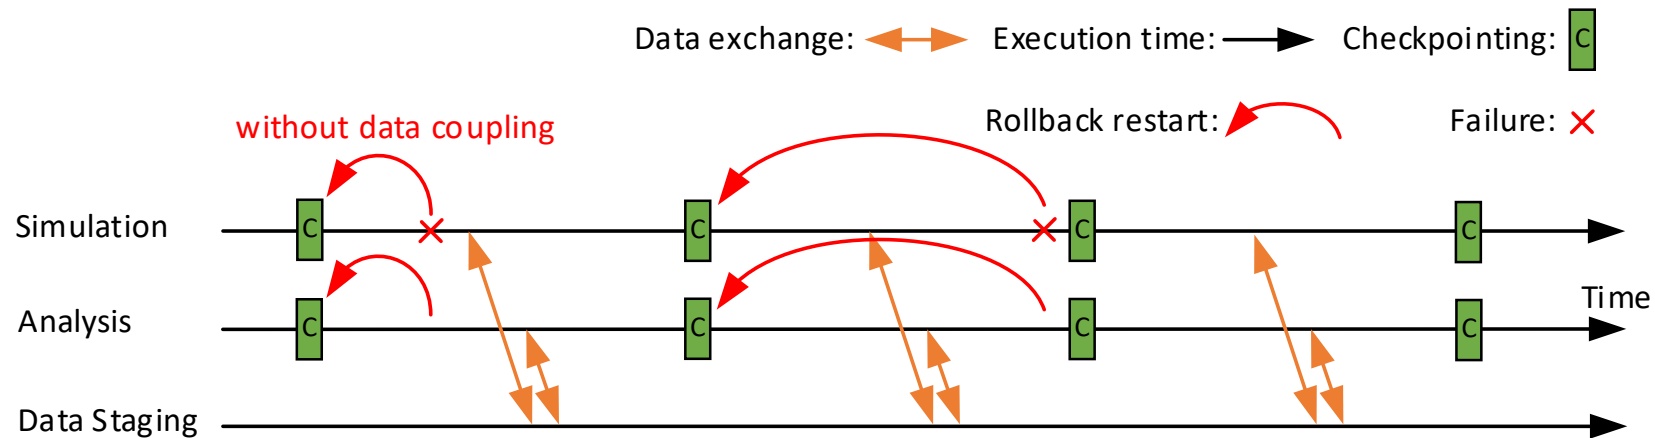 Data exchange: Execution time: Checkpointing: C
without data coupling Rollback restart: Failure:
Simulation C C C C
Time
Analysis C C C C
Data Staging